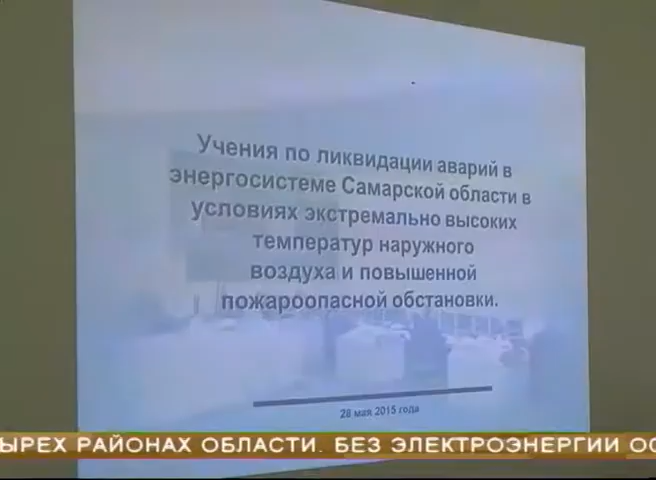 Учения по ликвидации аварий в
энергосистеме Самарской области в
условиях экстремально высоких
температур наружного
воздуха и повышенной
пожароопасной обстановки.
28 мая 2015 года
РАЙОНАХ ОБЛАСТИ. БЕЗ ЭЛЕКТРОЭНЕРГИИ